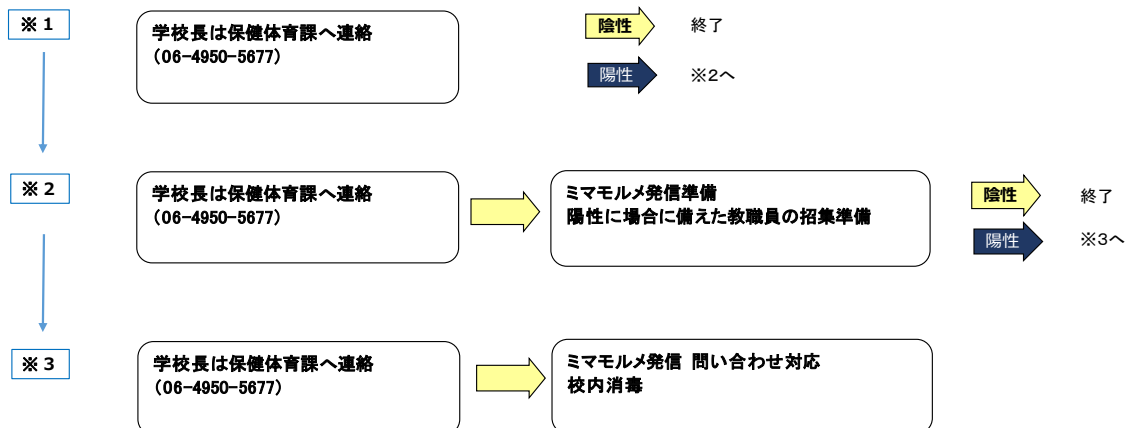 ※１
学校長は保健体育課へ連絡
（06-4950-5677）
陰性 終了
陽性 ※2へ
※２
学校長は保健体育課へ連絡
（06-4950-5677）
ミマモルメ発信準備
陽性に場合に備えた教職員の招集準備
陰性 終了
陽性 ※3へ
※３
学校長は保健体育課へ連絡
（06-4950-5677）
ミマモルメ発信 問い合わせ対応
校内消毒